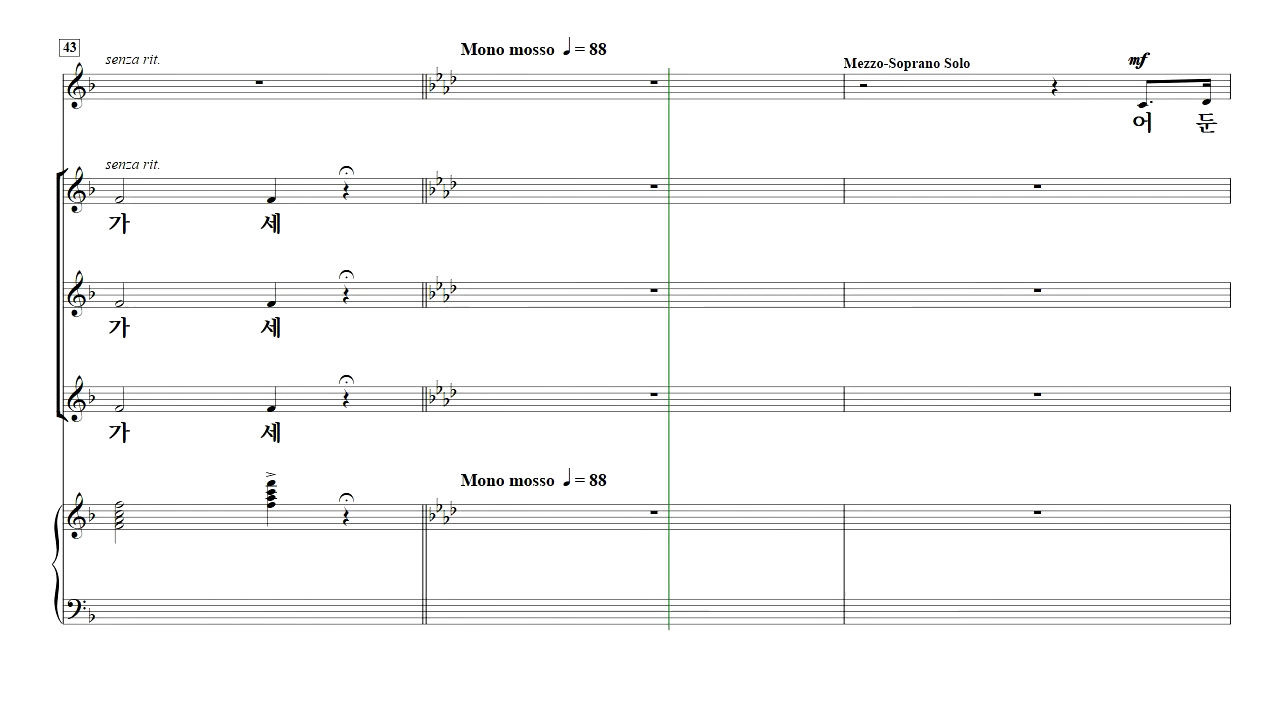 43
senza rit.
Mono mosso ♩= 88
Mezzo-Soprano Solo
mf
어 둔
senza rit.
가 세
가 세
가 세
Mono mosso ♩= 88